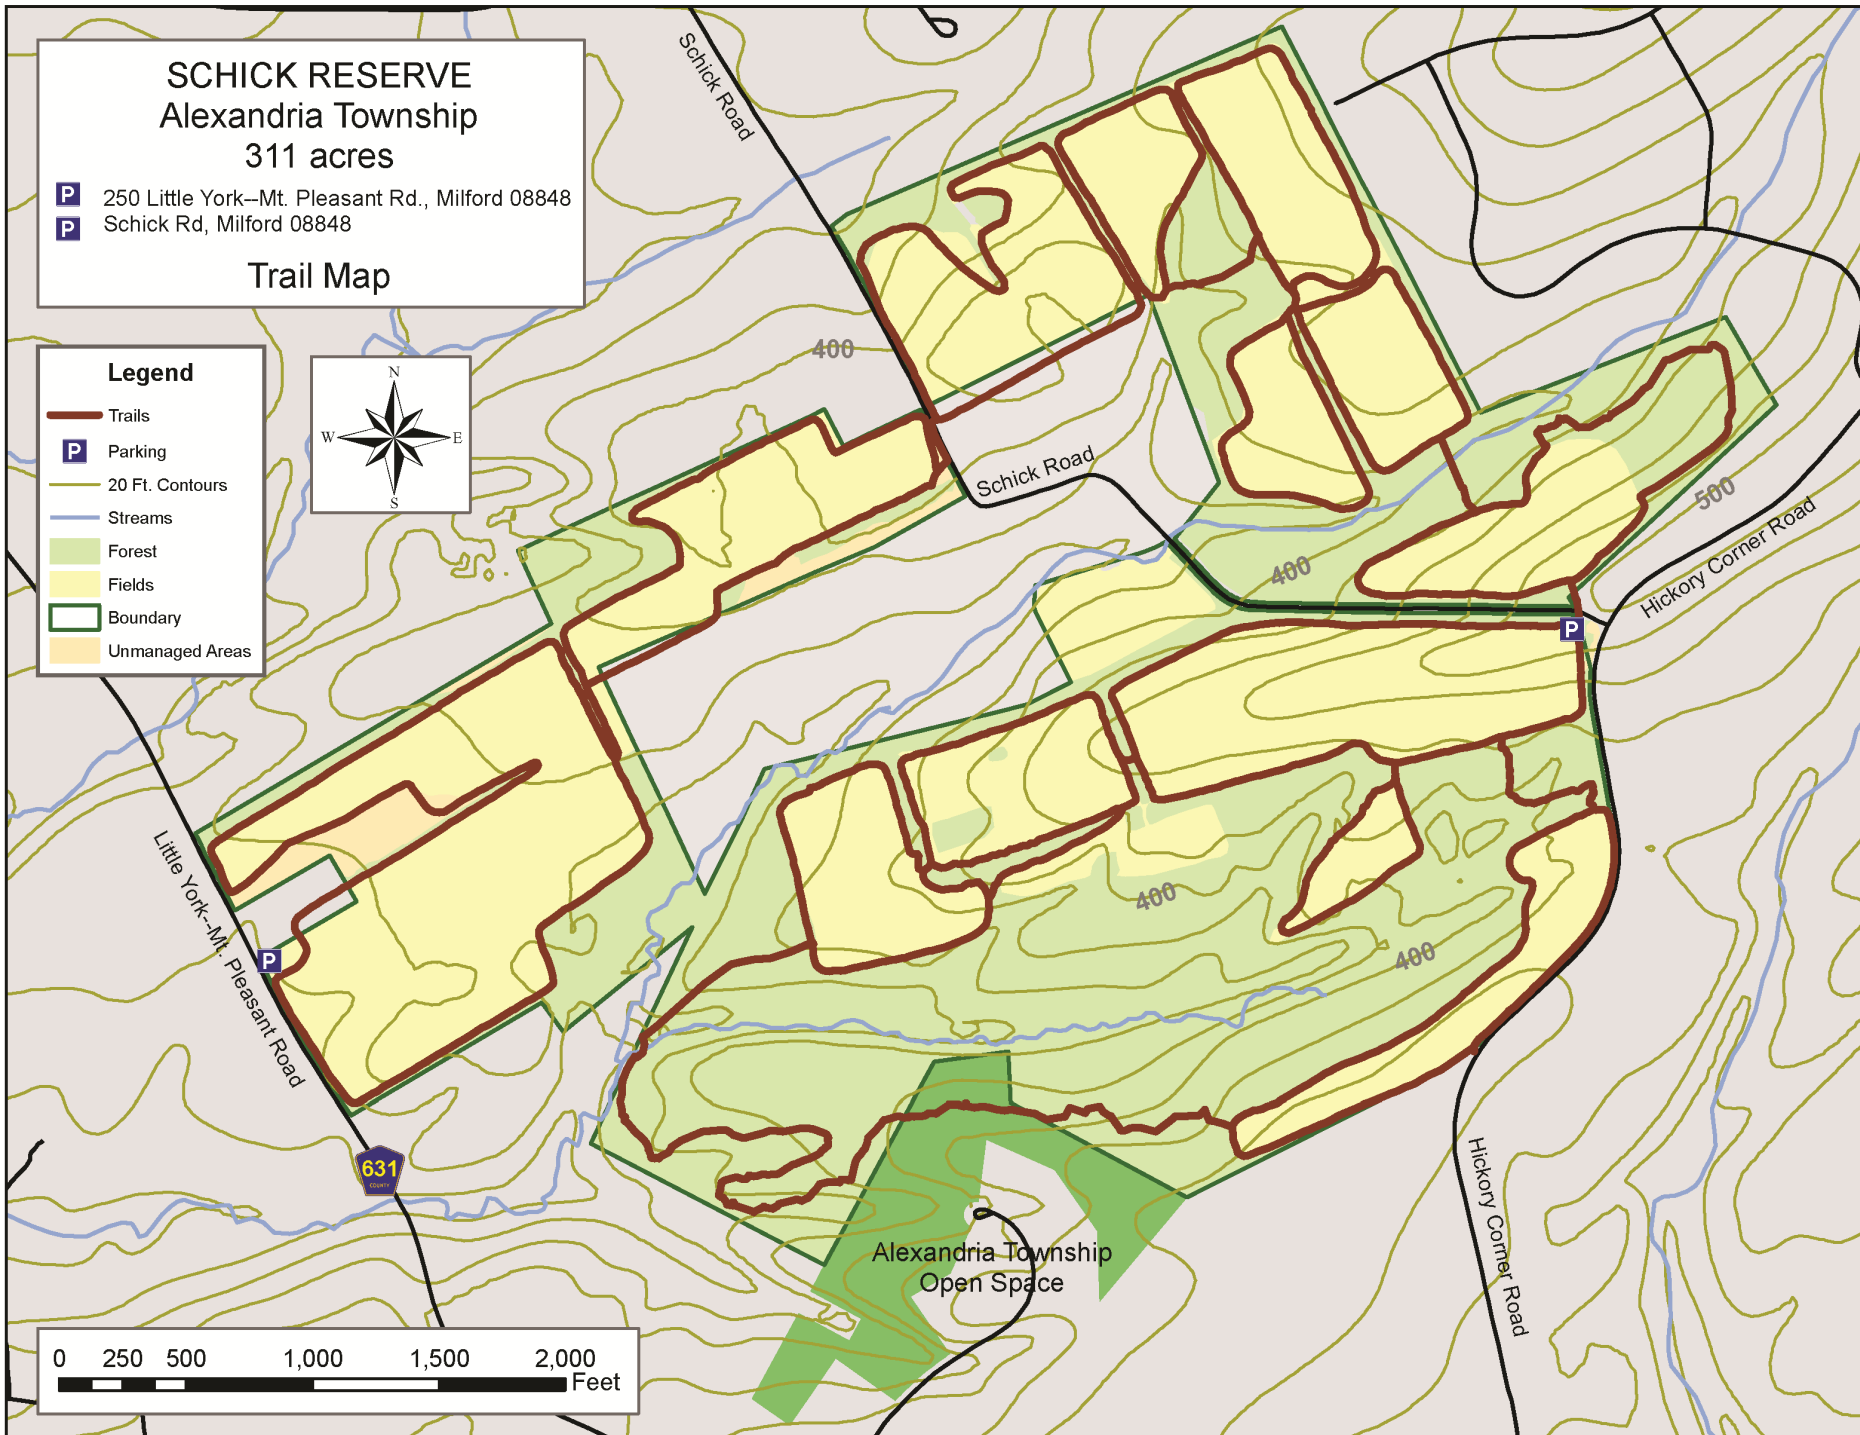 SCHICK RESERVE
Alexandria Township
311 acres
P 250 Little York--Mt. Pleasant Rd., Milford 08848
P Schick Rd, Milford 08848
Trail Map
Legend
Trails
P Parking
20 Ft. Contours
Streams
Forest
Fields
Boundary
Unmanaged Areas
N
W E
S
Schick Road
400
Schick Road
500
400
Hickory Corner Road
P
Little York--Mt. Pleasant Road
400
400
P
631
COUNTY
Hickory Corner Road
Alexandria Township
Open Space
0 250 500 1,000 1,500 2,000
Feet